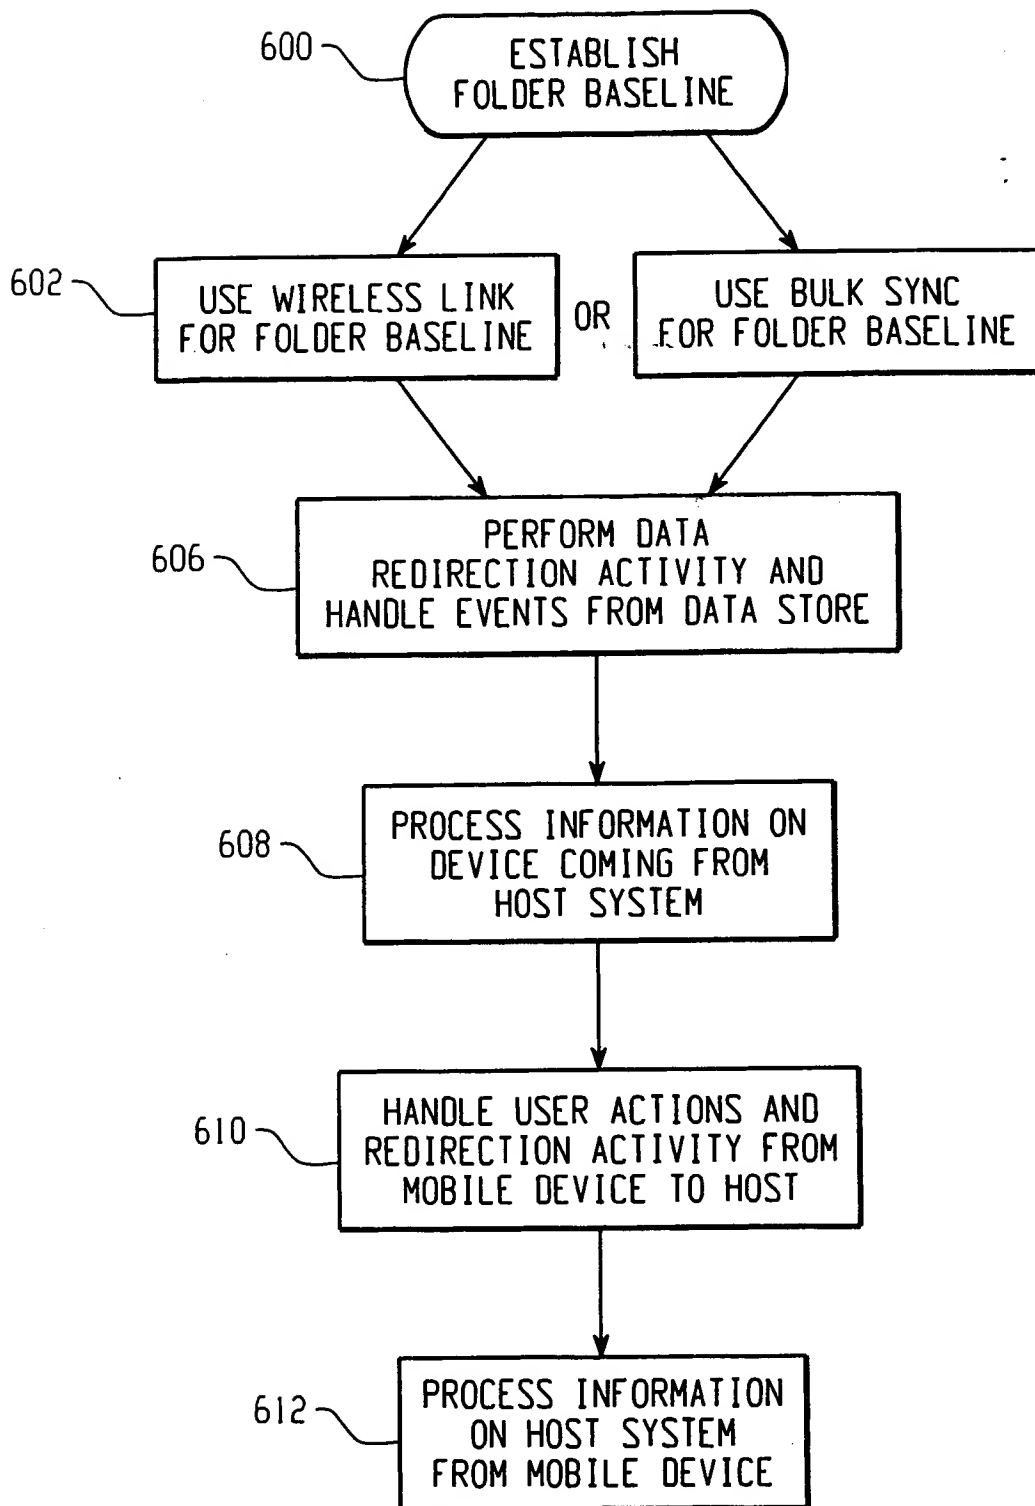 600
ESTABLISH
FOLDER BASELINE
602
USE WIRELESS LINK
FOR FOLDER BASELINE
OR
USE BULK SYNC
FOR FOLDER BASELINE
606
PERFORM DATA
REDIRECTION ACTIVITY AND
HANDLE EVENTS FROM DATA STORE
608
PROCESS INFORMATION ON
DEVICE COMING FROM
HOST SYSTEM
610
HANDLE USER ACTIONS AND
REDIRECTION ACTIVITY FROM
MOBILE DEVICE TO HOST
612
PROCESS INFORMATION
ON HOST SYSTEM
FROM MOBILE DEVICE